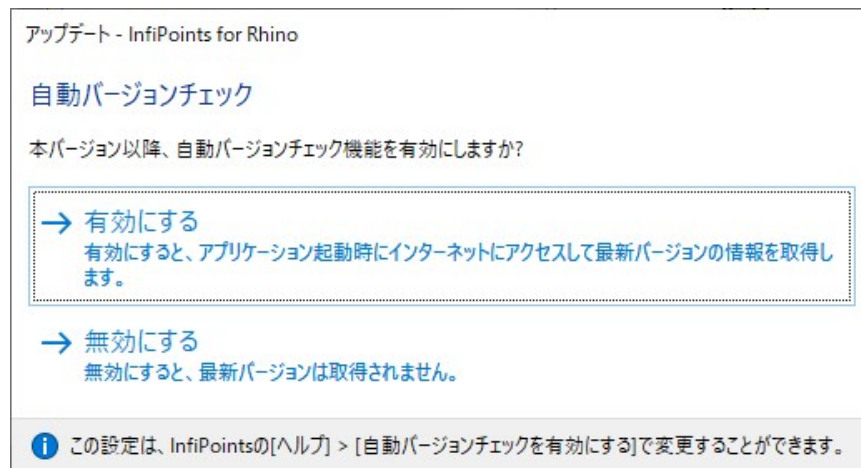 アップデート - InfiPoints for Rhino
自動バージョンチェック
本バージョン以降、自動バージョンチェック機能を有効にしますか?
→ 有効にする
有効にすると、アプリケーション起動時にインターネットにアクセスして最新バージョンの情報を取得し
ます。
→ 無効にする
無効にすると、最新バージョンは取得されません。
この設定は、InfiPointsの[ヘルプ] > [自動バージョンチェックを有効にする]で変更することができます。